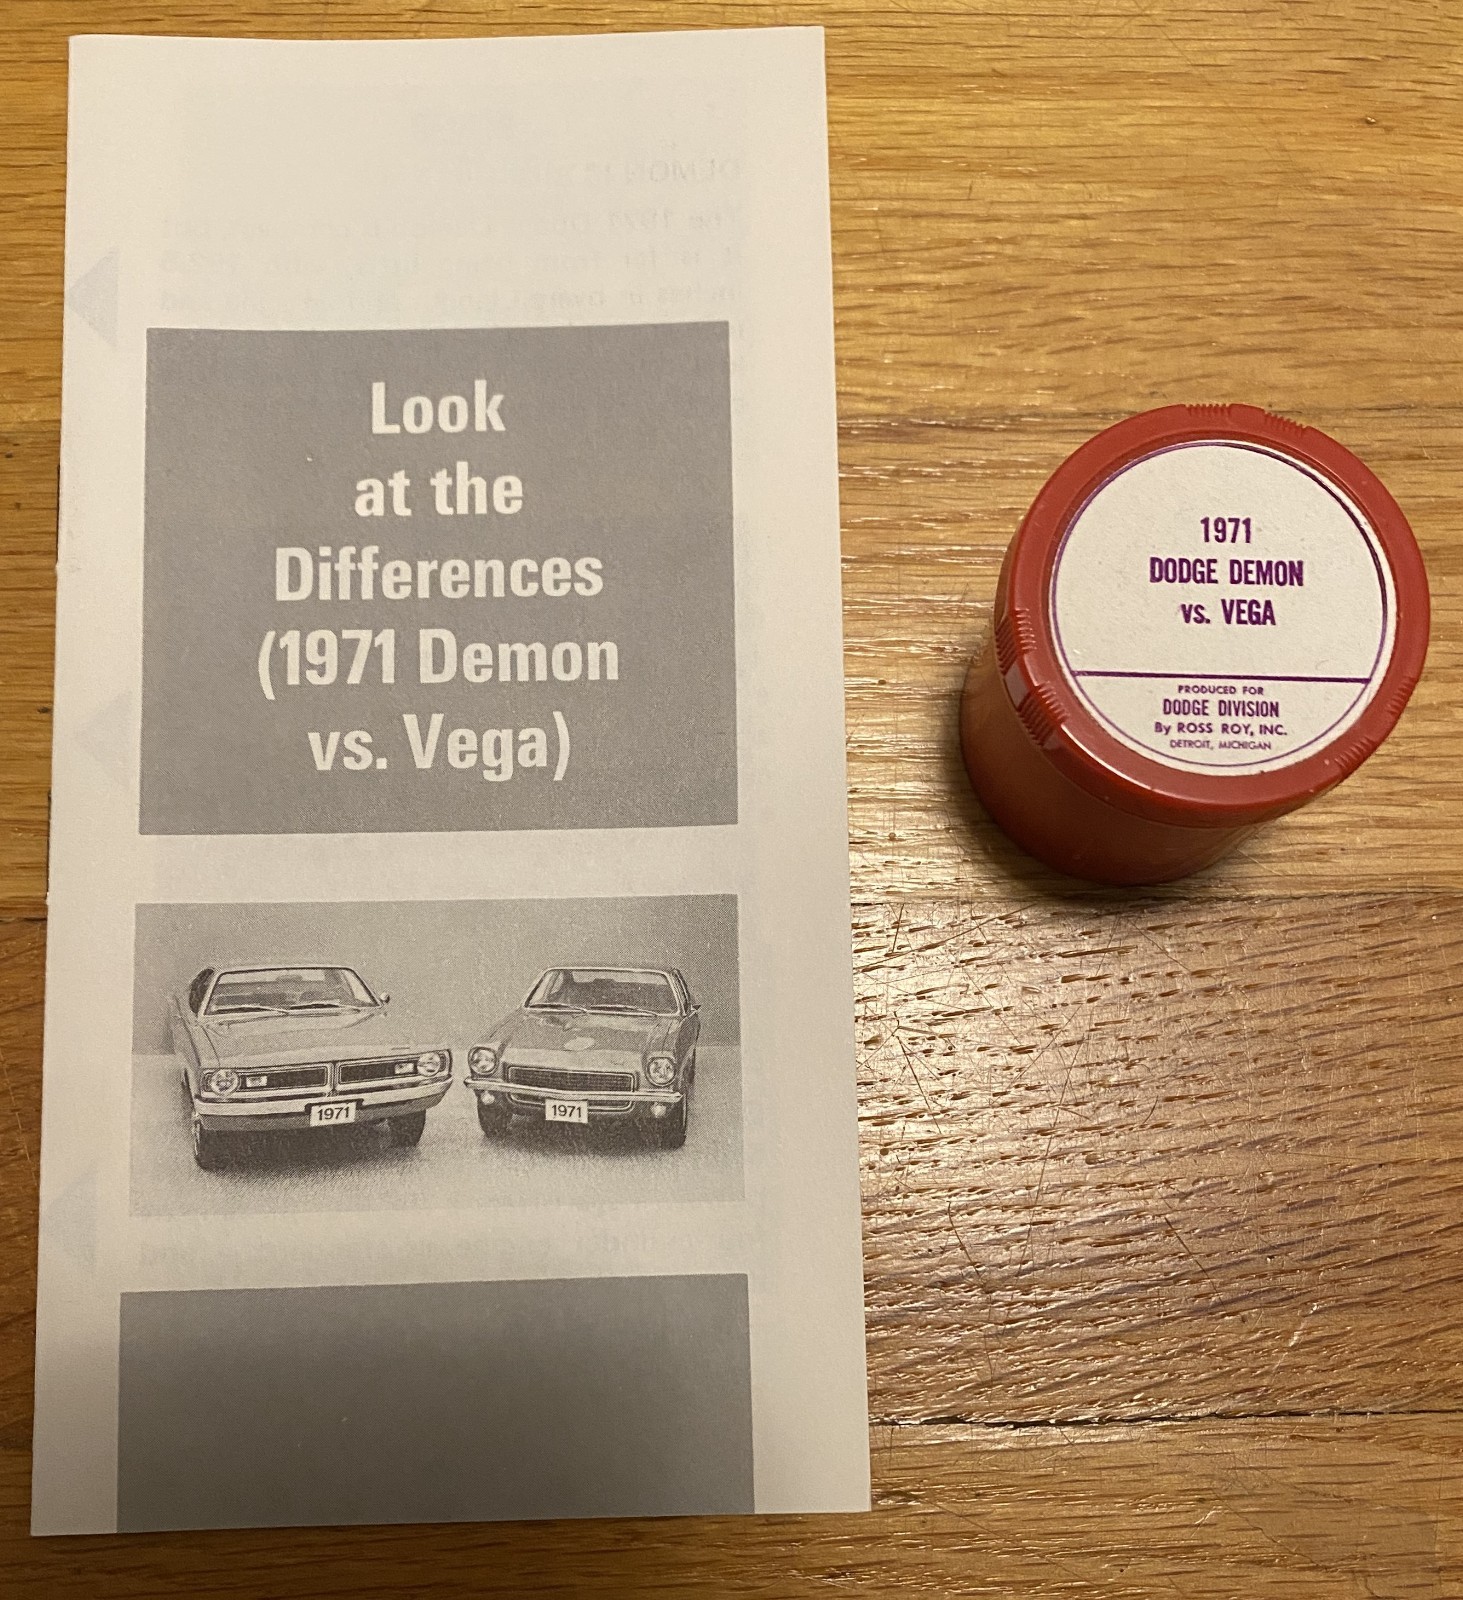 Look
at the
Differences
(1971 Demon
vs. Vega)
1971
1971
1971
DODGE DEMON
vs. VEGA
PRODUCED FOR
DODGE DIVISION
By ROSS ROY, INC.
DETROIT, MICHIGAN